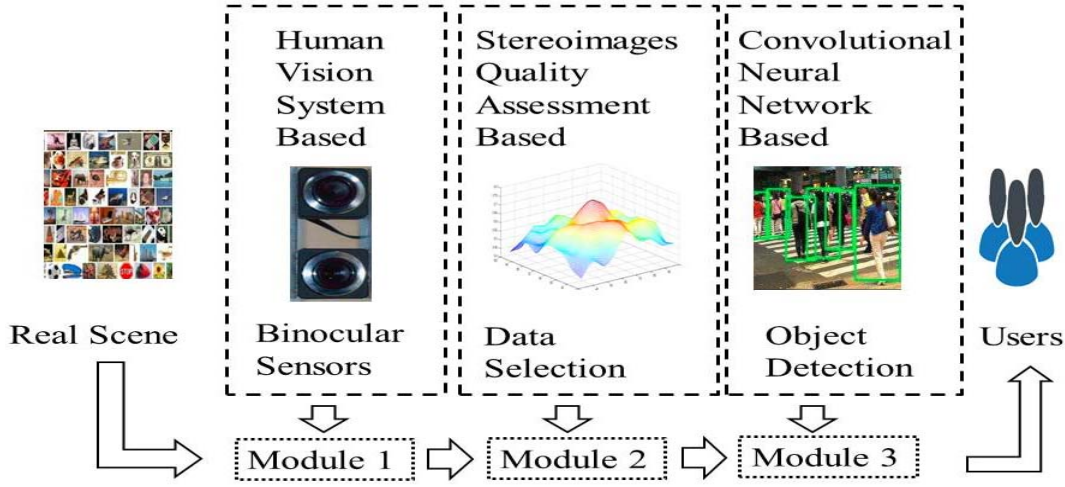 Human
Vision
System
Based
Stereoimages
Quality
Assessment
Based
Convolutional
Neural
Network
Based
Real Scene
Binocular
Sensors
Data
Selection
Object
Detection
Users
Module 1
Module 2
Module 3